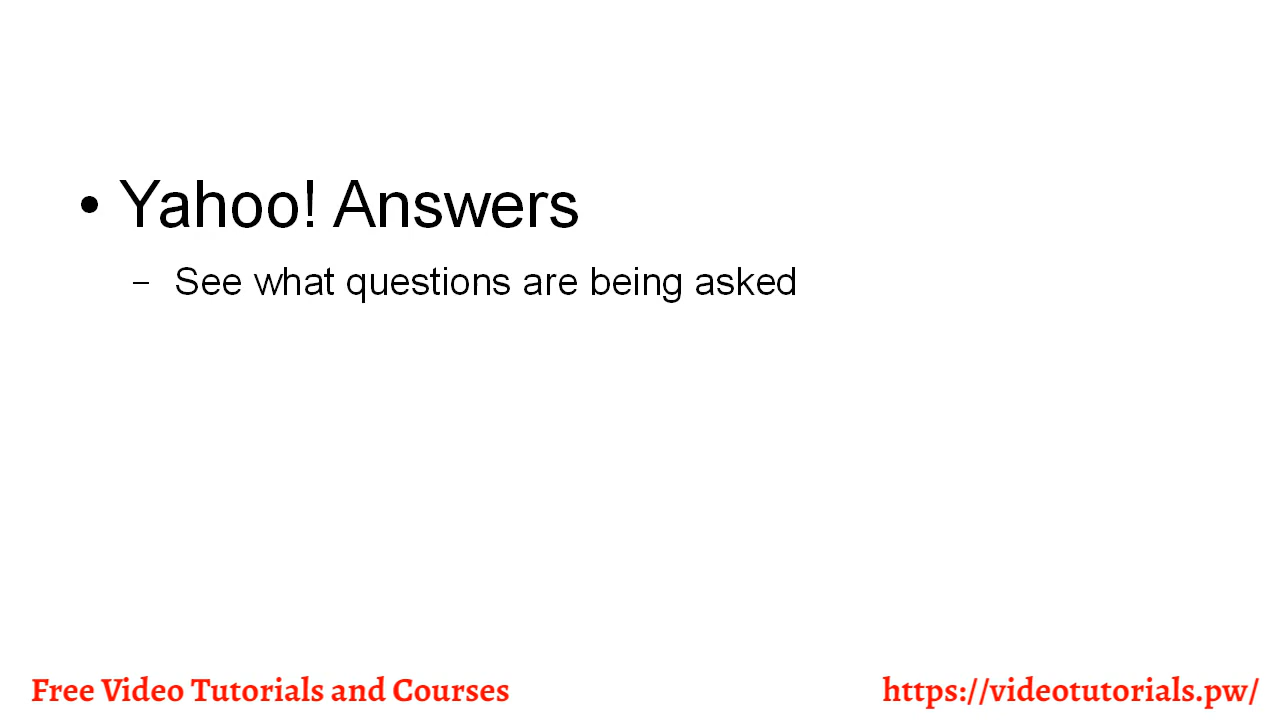 • Yahoo! Answers
– See what questions are being asked
Free Video Tutorials and Courses
https://videotutorials.pw/